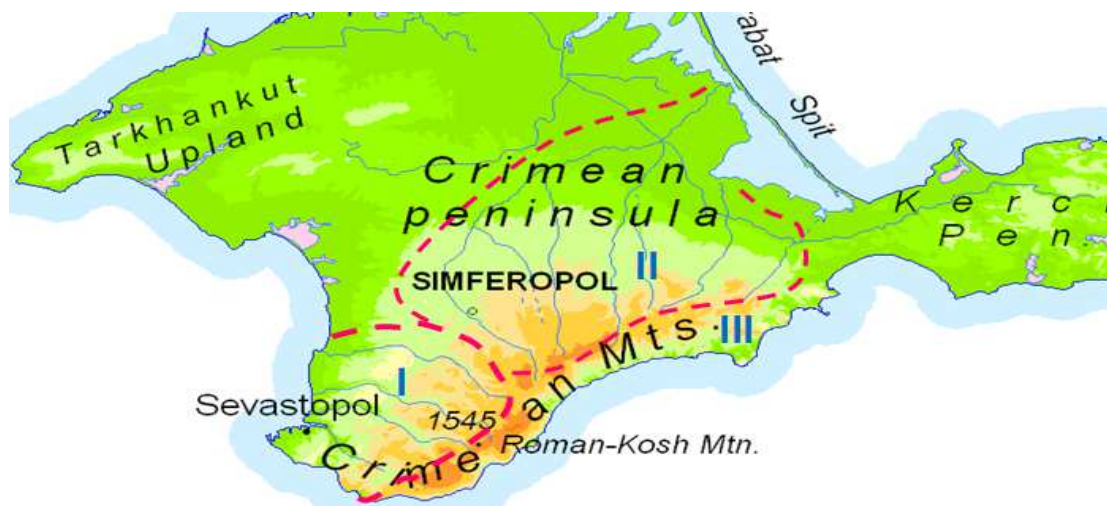 Tarkhankut
Upland
abat
Spit
Crimean
peninsula
Kerc
Pen.
SIMFEROPOL
II
III
I
Sevastopol
1545
Roman-Kosh Mtn.
Crimean Mts.